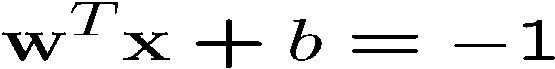 w^T x + b = −1